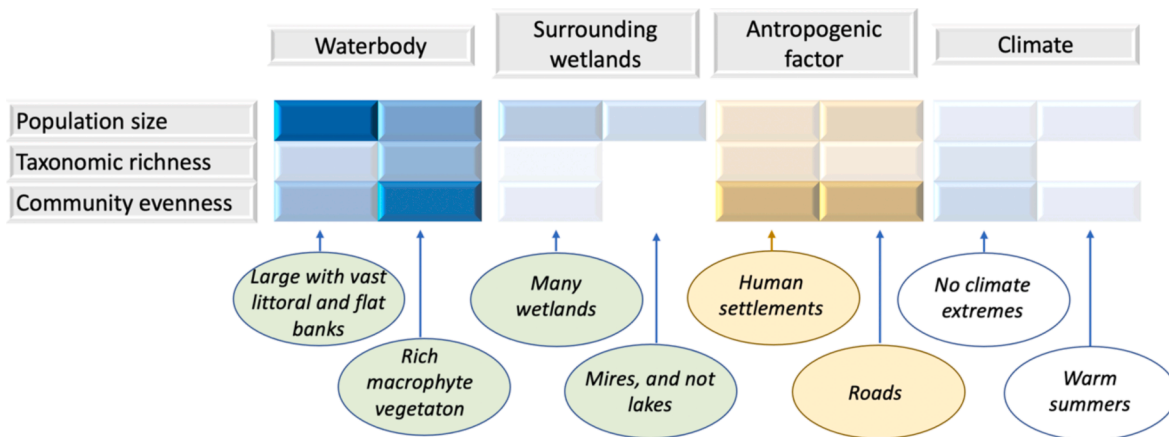 Waterbody
Surrounding
wetlands
Antropogenic
factor
Climate
Population size
Taxonomic richness
Community evenness
Large with vast
littoral and flat
banks
Rich
macrophyte
vegetaton
Many
wetlands
Mires, and not
lakes
Human
settlements
Roads
No climate
extremes
Warm
summers